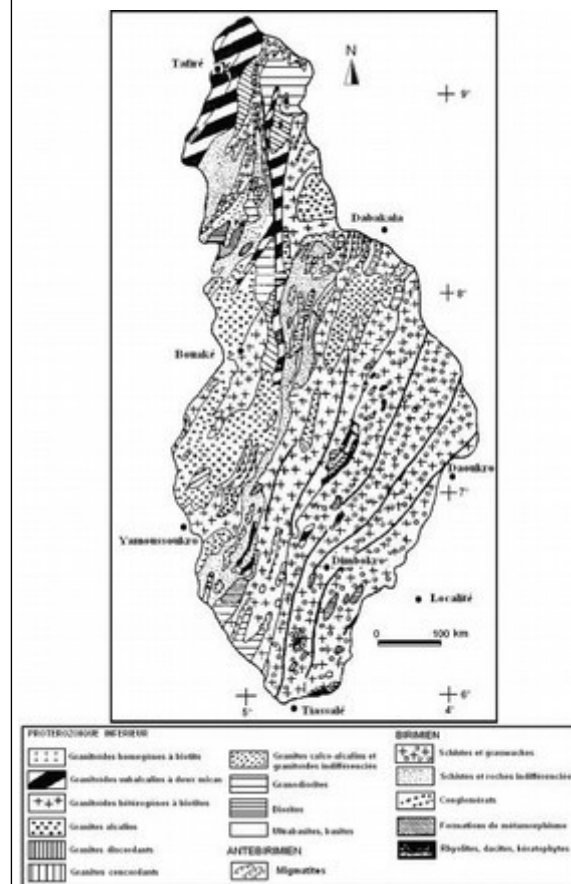 Tafiré
N
9°
Dabakala
8°
Bouaké
Daoukro
7°
Yamoussoukro
Dimbokro
Localité
0 100 km
5°
4°
6°
Tiassalé
PROTEROZOIQUE INFERIEUR
Granitoïdes homogènes à biotite
Granitoïdes subalcalins à deux micas
Granitoïdes hétérogènes à biotites
Granites alcalins
Granites discordants
Granites concordants
Granites calco-alcalins et
granitoïdes indifférenciés
Granodiorites
Diorites
Ultrabasites, basites
ANTEBIRIMIEN
Migmatites
BIRIMIEN
Schistes et grauwackes
Schistes et roches indifférenciées
Conglomérats
Formations de métamorphisme
Rhyolites, dacites, kératophytes